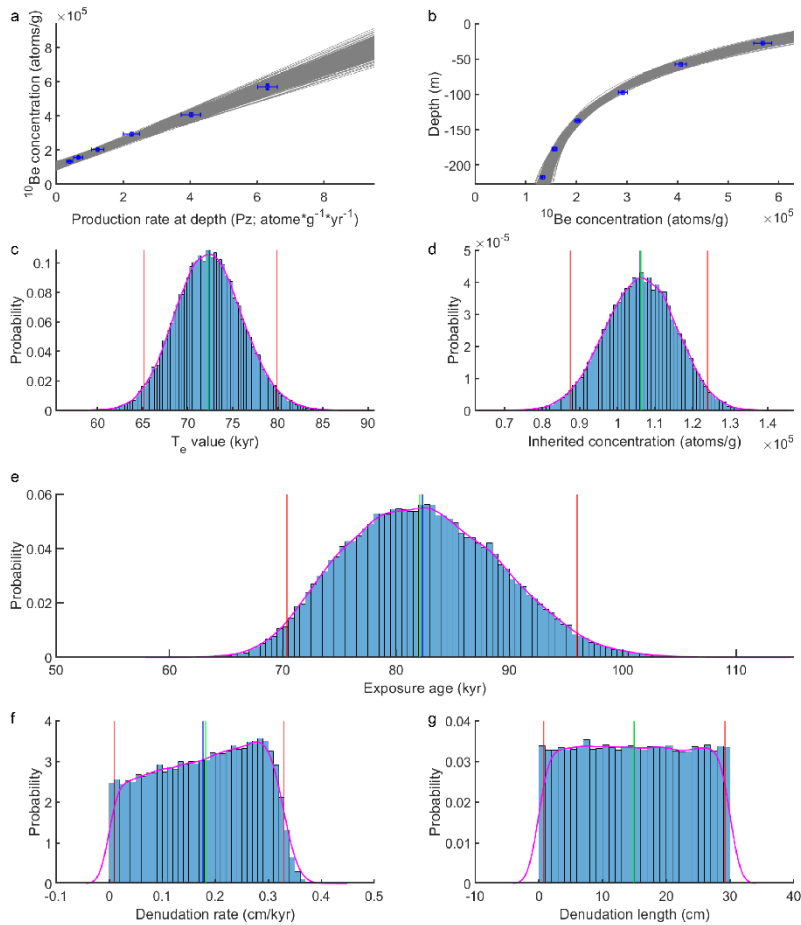 a
×10⁵
8
6
4
2
0
0 2 4 6 8
¹⁰Be concentration (atoms/g)
Production rate at depth (Pz; atome*g⁻¹*yr⁻¹)
b
0
-50
-100
-150
-200
Depth (m)
0 1 2 3 4 5 6
×10⁵
¹⁰Be concentration (atoms/g)
c
0.1
0.08
0.06
0.04
0.02
0
Probability
60 65 70 75 80 85 90
Tₑ value (kyr)
d
×10⁻⁵
5
4
3
2
1
0
Probability
0.7 0.8 0.9 1 1.1 1.2 1.3 1.4
×10⁵
Inherited concentration (atoms/g)
e
0.06
0.04
0.02
0
Probability
50 60 70 80 90 100 110
Exposure age (kyr)
f
4
3
2
1
0
Probability
-0.1 0 0.1 0.2 0.3 0.4 0.5
Denudation rate (cm/kyr)
g
0.04
0.03
0.02
0.01
0
Probability
-10 0 10 20 30 40
Denudation length (cm)